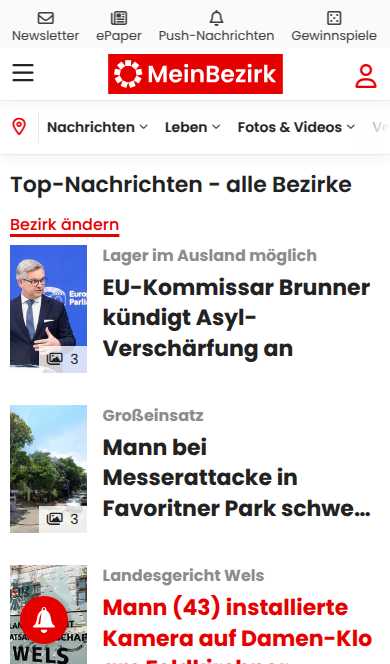 Newsletter
ePaper
Push-Nachrichten
Gewinnspiele
MeinBezirk
Nachrichten
Leben
Fotos & Videos
Top-Nachrichten - alle Bezirke
Bezirk ändern
Lager im Ausland möglich
EU-Kommissar Brunner
kündigt Asyl-
Verschärfung an
3
Großeinsatz
Mann bei
Messerattacke in
Favoritner Park schwe...
3
Landesgericht Wels
Mann (43) installierte
Kamera auf Damen-Klo
WELS